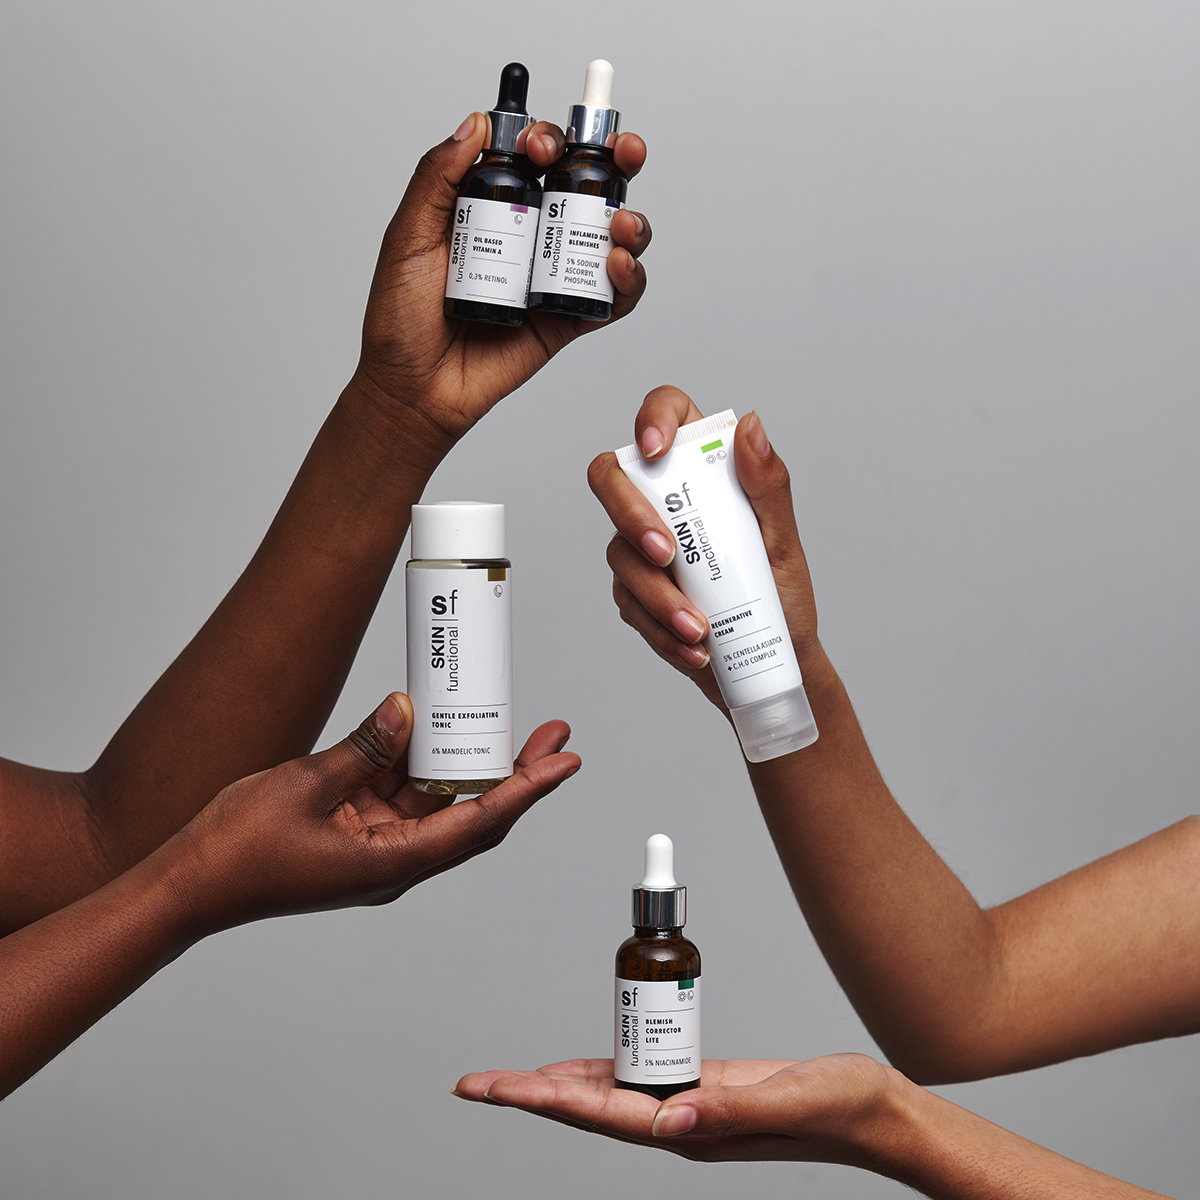 sf
SKIN
functional
OIL BASED
VITAMIN A
0,3% RETINOL
sf
SKIN
functional
INFLAMED RED
BLEMISHES
5% SODIUM
ASCORBYL
PHOSPHATE
sf
SKIN
functional
REGENERATIVE
CREAM
5% CENTELLA ASIATICA
+ C.H.O COMPLEX
sf
SKIN
functional
GENTLE EXFOLIATING
TONIC
6% MANDELIC TONIC
sf
SKIN
functional
BLEMISH
CORRECTOR
LITE
5% NIACINAMIDE